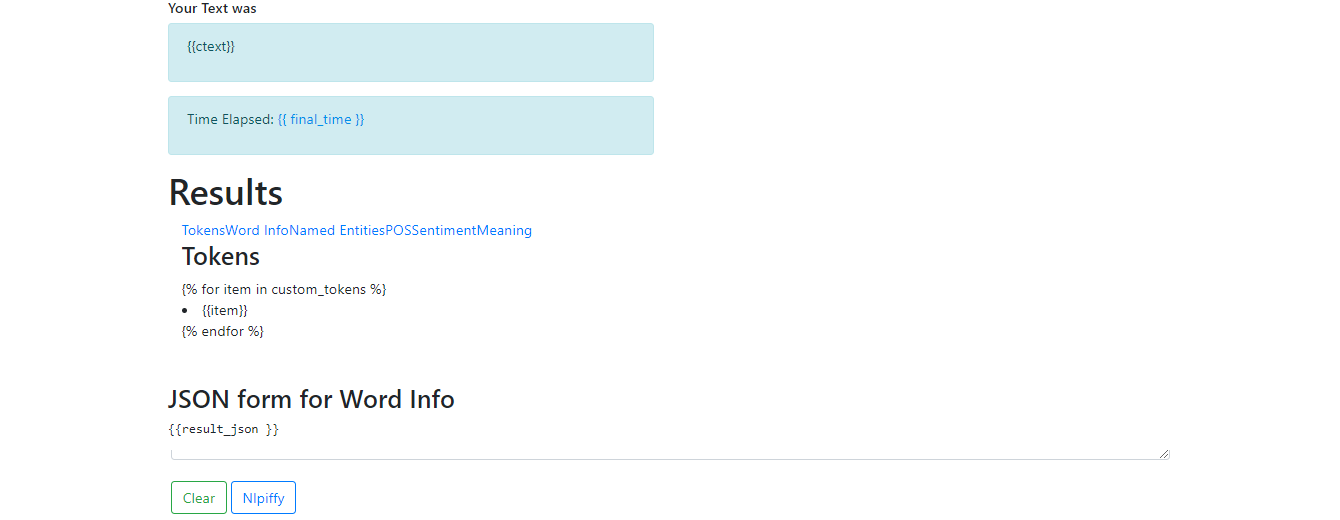 Your Text was
{{ctext}}
Time Elapsed: {{ final_time }}
Results
TokensWord InfoNamed EntitiesPOSSentimentMeaning
Tokens
{% for item in custom_tokens %}
• {{item}}
{% endfor %}
JSON form for Word Info
{{result_json }}
Clear Nlpiffy